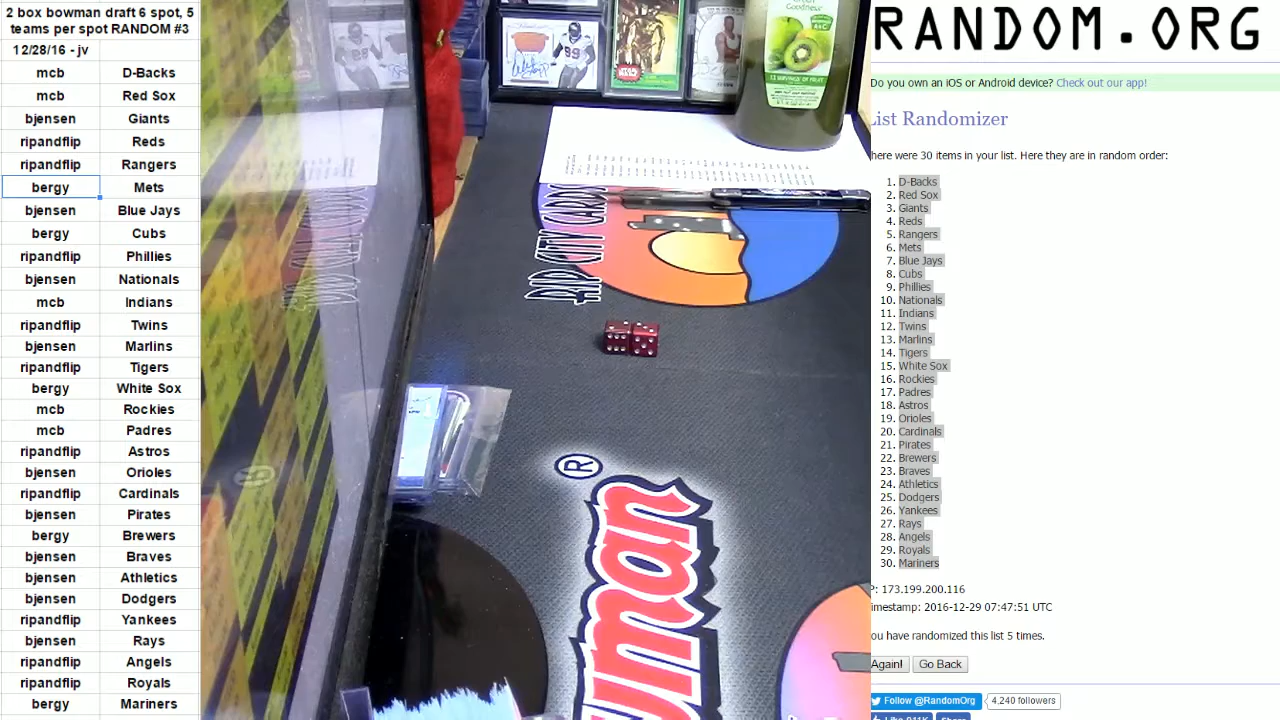 2 box bowman draft 6 spot, 5
teams per spot RANDOM #3
12/28/16 - jv
mcb D-Backs
mcb Red Sox
bjensen Giants
ripandflip Reds
ripandflip Rangers
bergy Mets
bjensen Blue Jays
bergy Cubs
ripandflip Phillies
bjensen Nationals
mcb Indians
ripandflip Twins
bjensen Marlins
ripandflip Tigers
bergy White Sox
mcb Rockies
mcb Padres
ripandflip Astros
bjensen Orioles
ripandflip Cardinals
bjensen Pirates
bergy Brewers
bjensen Braves
bjensen Athletics
bjensen Dodgers
ripandflip Yankees
bjensen Rays
ripandflip Angels
ripandflip Royals
bergy Mariners
99
STAR WARS
RIP CITY CARDS
®
RANDOM.ORG
Do you own an iOS or Android device? Check out our app!
List Randomizer
here were 30 items in your list. Here they are in random order:
1. D-Backs
2. Red Sox
3. Giants
4. Reds
5. Rangers
6. Mets
7. Blue Jays
8. Cubs
9. Phillies
10. Nationals
11. Indians
12. Twins
13. Marlins
14. Tigers
15. White Sox
16. Rockies
17. Padres
18. Astros
19. Orioles
20. Cardinals
21. Pirates
22. Brewers
23. Braves
24. Athletics
25. Dodgers
26. Yankees
27. Rays
28. Angels
29. Royals
30. Mariners
P: 173.199.200.116
imestamp: 2016-12-29 07:47:51 UTC
ou have randomized this list 5 times.
Again! Go Back
Follow @RandomOrg 4,240 followers
Like 911K Share